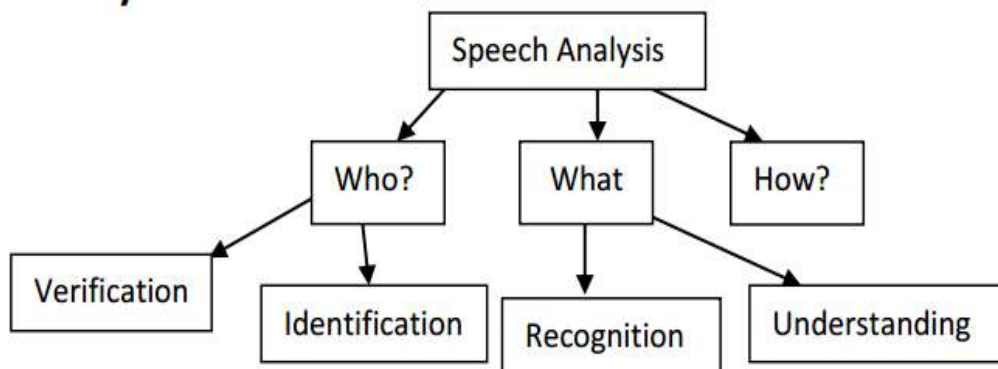 Speech Analysis
Who?
What
How?
Verification
Identification
Recognition
Understanding